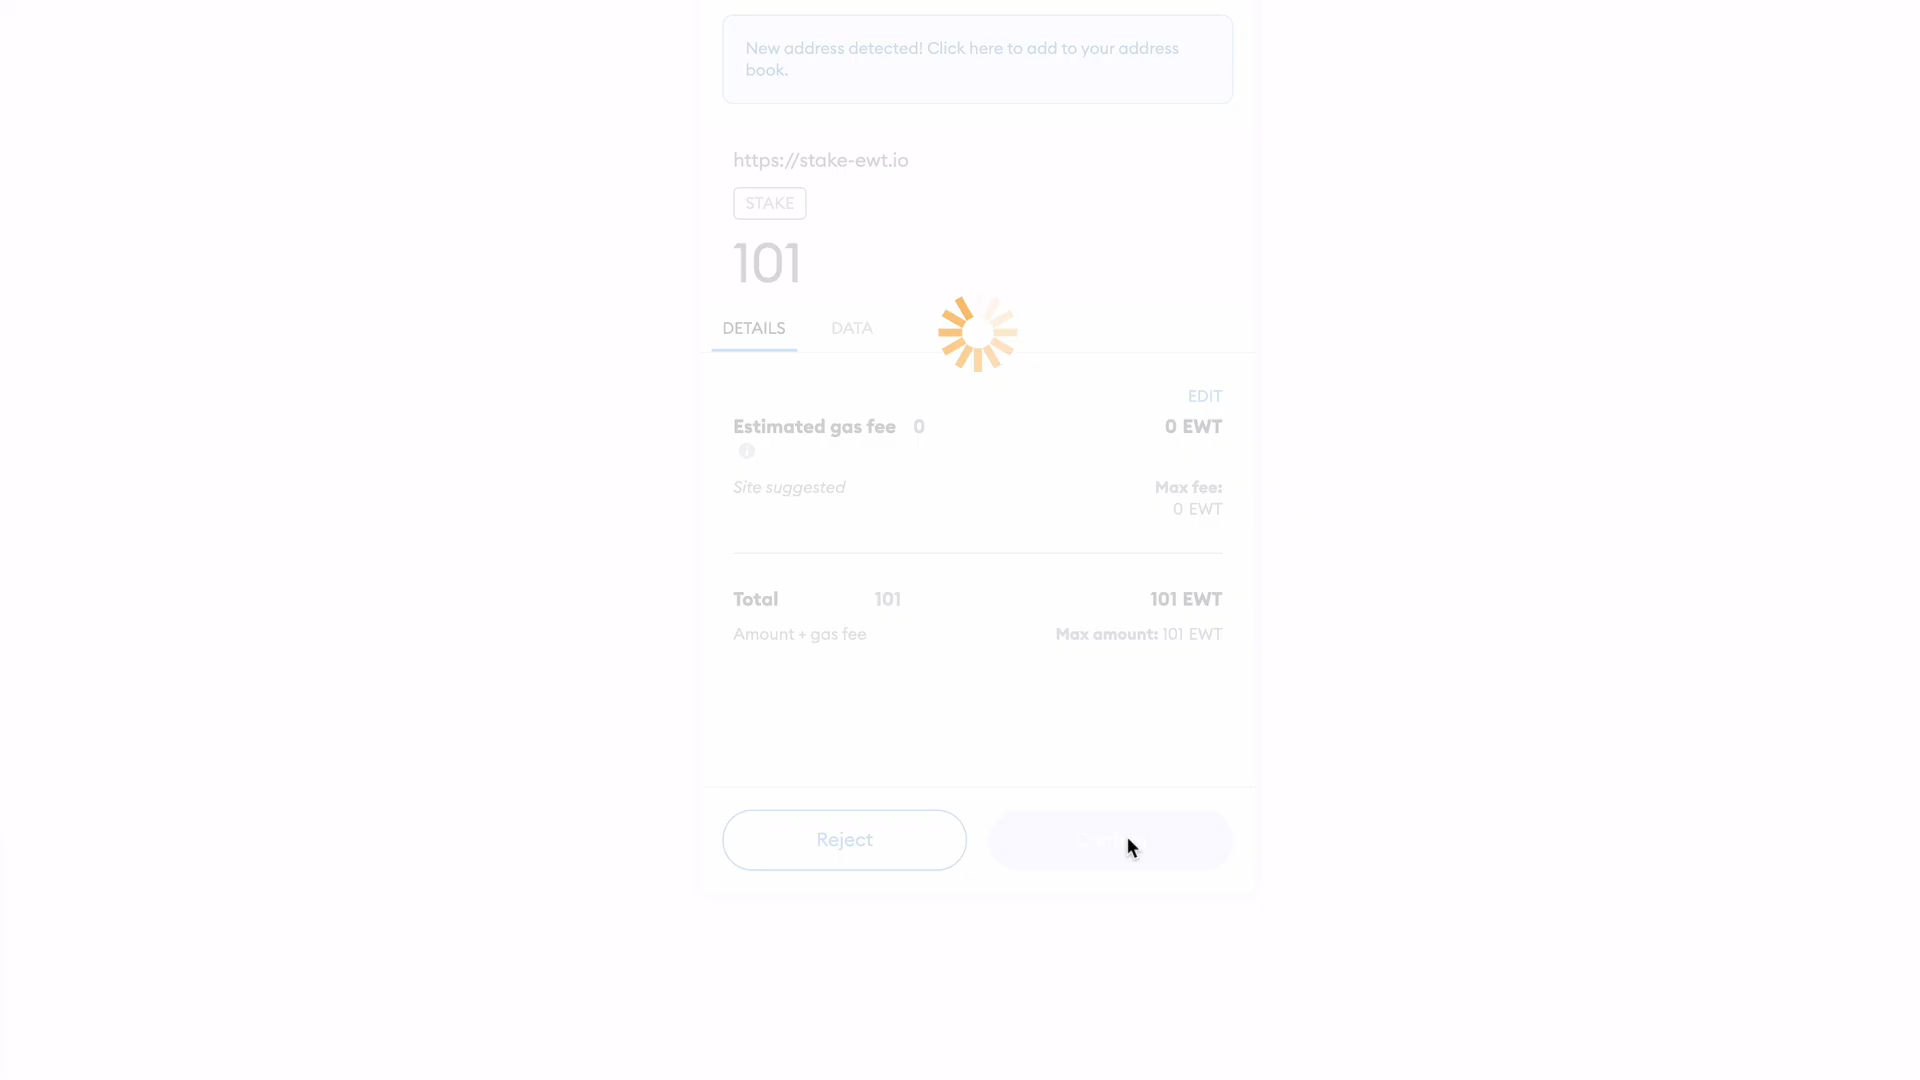 New address detected! Click here to add to your address
book.
https://stake-ewt.io
STAKE
101
DETAILS DATA
EDIT
Estimated gas fee 0 0 EWT
Site suggested Max fee:
0 EWT
Total 101 101 EWT
Amount + gas fee Max amount: 101 EWT
Reject